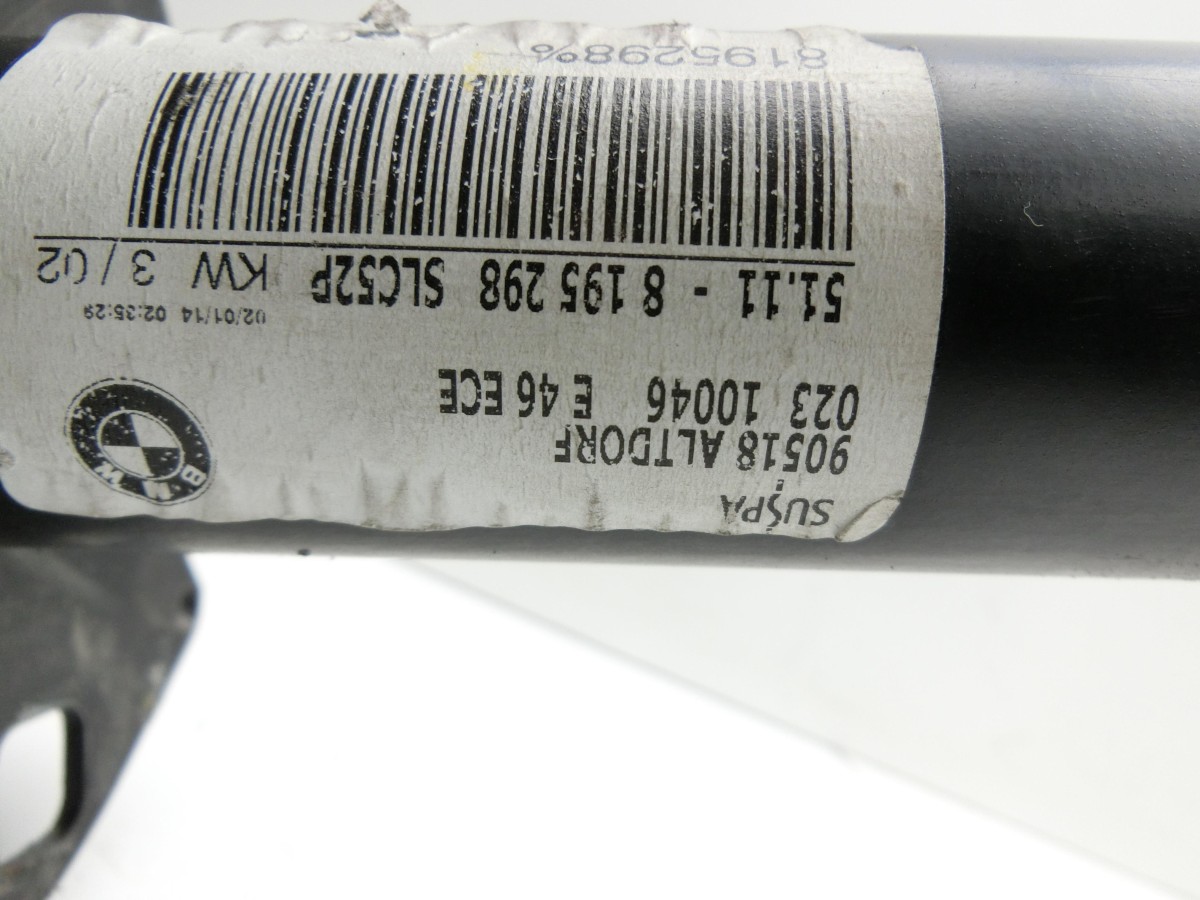 SUSPA
90518 ALTDORF
023 10046 E 46 ECE
BMW
02/01/14 02:35:29
51.11 - 8 195 298 SLC52P KW 3 / 02
8195298%